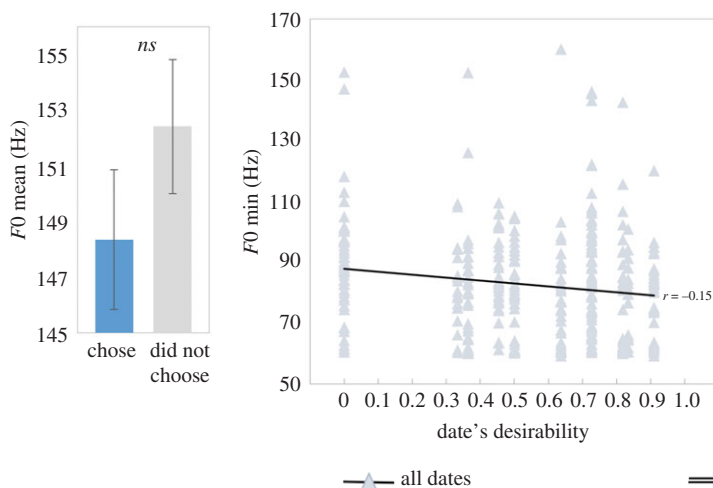 ns
155
153
151
149
147
145
F0 mean (Hz)
chose
did not
choose
170
150
130
110
90
70
50
F0 min (Hz)
r = –0.15
0 0.1 0.2 0.3 0.4 0.5 0.6 0.7 0.8 0.9 1.0
date's desirability
all dates